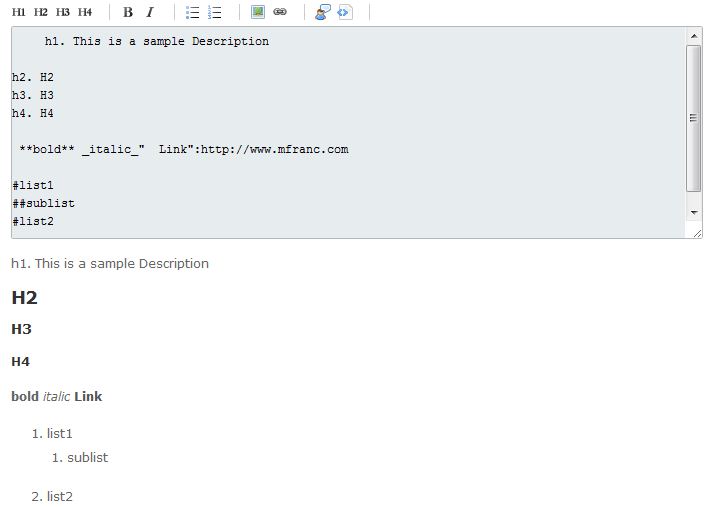 H1 H2 H3 H4 B I
h1. This is a sample Description
h2. H2
h3. H3
h4. H4
**bold** _italic_"  Link":http://www.mfranc.com
#list1
##sublist
#list2
h1. This is a sample Description
H2
H3
H4
bold italic Link
1. list1
1. sublist
2. list2